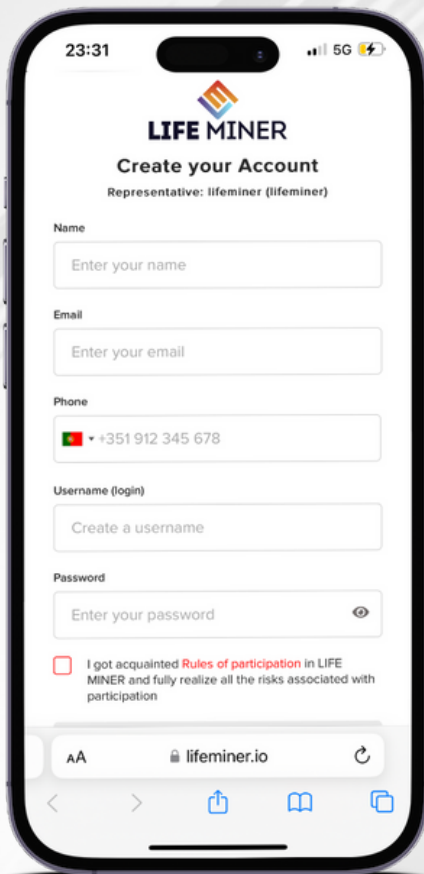 23:31
5G
LIFE MINER
Create your Account
Representative: lifeminer (lifeminer)
Name
Enter your name
Email
Enter your email
Phone
+351 912 345 678
Username (login)
Create a username
Password
Enter your password
I got acquainted Rules of participation in LIFE
MINER and fully realize all the risks associated with
participation
AA
lifeminer.io